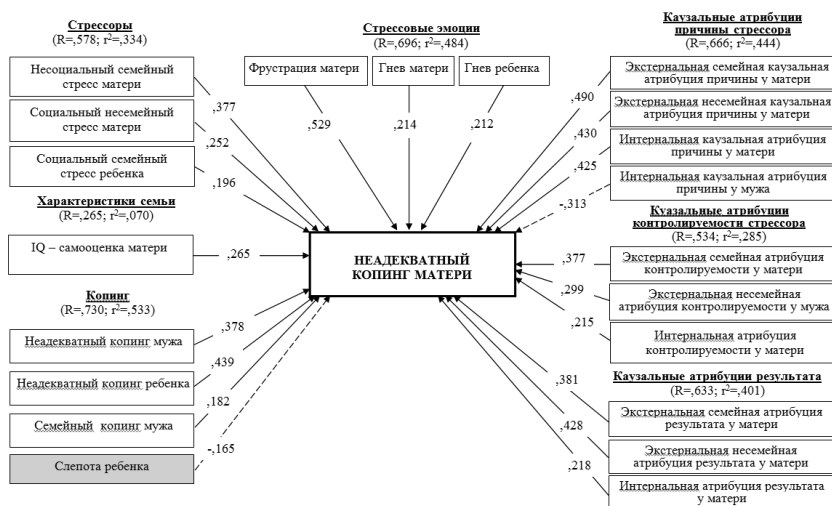 Стрессоры
(R=,578; r²=,334)
Несоциальный семейный
стресс матери
,377
Социальный несемейный
стресс матери
,252
Социальный семейный
стресс ребенка
,196
Характеристики семьи
(R=,265; r²=,070)
IQ – самооценка матери
,265
Копинг
(R=,730; r²=,533)
Неадекватный копинг мужа
,378
Неадекватный копинг ребенка
,439
Семейный копинг мужа
,182
Слепота ребенка
-,165
Стрессовые эмоции
(R=,696; r²=,484)
Фрустрация матери
Гнев матери
Гнев ребенка
,529
,214
,212
НЕАДЕКВАТНЫЙ
КОПИНГ МАТЕРИ
Каузальные атрибуции
причины стрессора
(R=,666; r²=,444)
Экстернальная семейная каузальная
атрибуция причины у матери
,490
Экстернальная несемейная каузальная
атрибуция причины у матери
,430
Интернальная каузальная атрибуция
причины у матери
,425
Интернальная каузальная атрибуция
причины у мужа
-,313
Куазальные атрибуции
контролируемости стрессора
(R=,534; r²=,285)
Экстернальная семейная атрибуция
контролируемости у матери
,377
Экстернальная несемейная
атрибуция контролируемости у мужа
,299
Интернальная атрибуция
контролируемости у матери
,215
Каузальные атрибуции результата
(R=,633; r²=,401)
Экстернальная семейная атрибуция
результата у матери
,381
Экстернальная несемейная
атрибуция результата у матери
,428
Интернальная атрибуция результата
у матери
,218